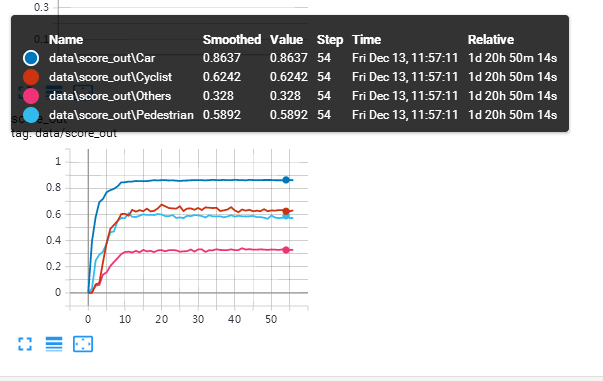 0.3
Name Smoothed Value Step Time Relative
data\score_out\Car 0.8637 0.8637 54 Fri Dec 13, 11:57:11 1d 20h 50m 14s
data\score_out\Cyclist 0.6242 0.6242 54 Fri Dec 13, 11:57:11 1d 20h 50m 14s
data\score_out\Others 0.328 0.328 54 Fri Dec 13, 11:57:11 1d 20h 50m 14s
data\score_out\Pedestrian 0.5892 0.5892 54 Fri Dec 13, 11:57:11 1d 20h 50m 14s
score_out
tag: data/score_out
1
0.8
0.6
0.4
0.2
0
0 10 20 30 40 50